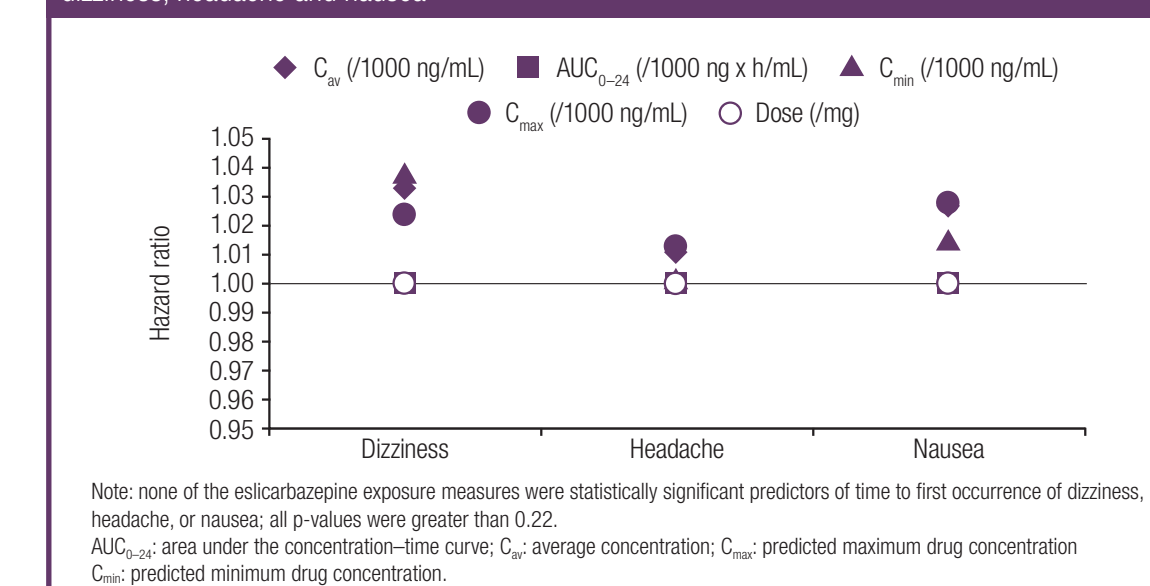 dizziness, headache and nausea
Cav (/1000 ng/mL) AUC0–24 (/1000 ng x h/mL) Cmin (/1000 ng/mL)
Cmax (/1000 ng/mL) Dose (/mg)
1.05
1.04
1.03
1.02
1.01
1.00
0.99
0.98
0.97
0.96
0.95
Hazard ratio
Dizziness Headache Nausea
Note: none of the eslicarbazepine exposure measures were statistically significant predictors of time to first occurrence of dizziness,
headache, or nausea; all p-values were greater than 0.22.
AUC0–24: area under the concentration–time curve; Cav: average concentration; Cmax: predicted maximum drug concentration
Cmin: predicted minimum drug concentration.